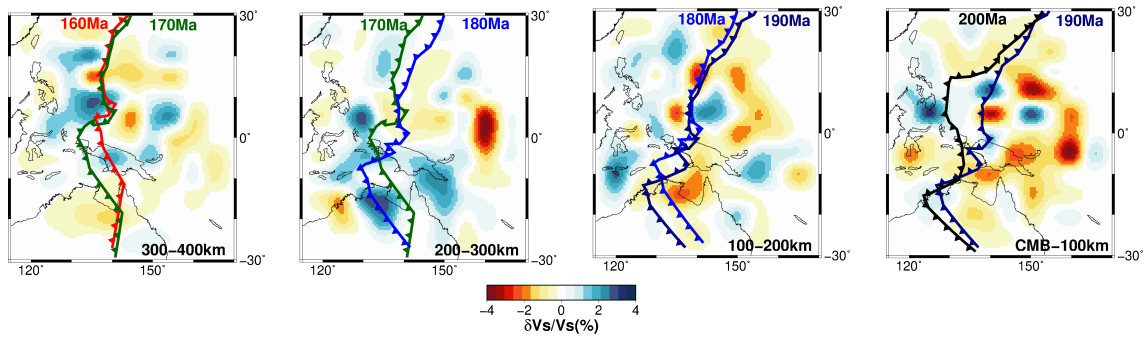 160Ma 170Ma 30°
0°
300-400km -30°
120° 150°
170Ma 180Ma 30°
0°
200-300km -30°
120° 150°
180Ma 190Ma 30°
0°
100-200km -30°
120° 150°
200Ma 190Ma 30°
0°
CMB-100km -30°
120° 150°
-4 -2 0 2 4
δVs/Vs(%)